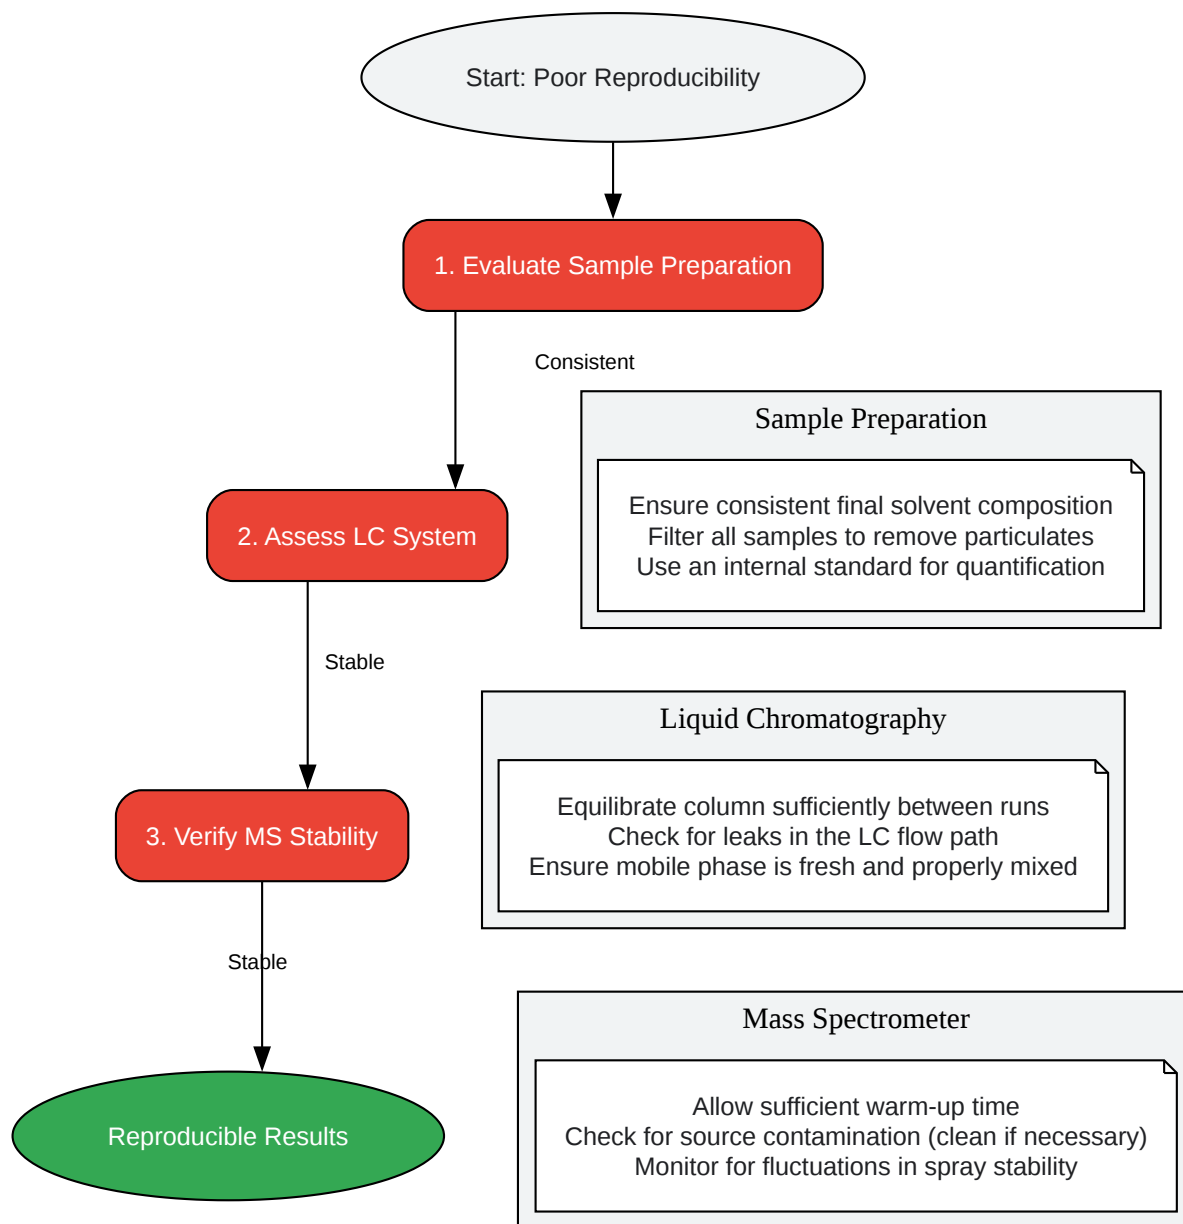 Start: Poor Reproducibility
1. Evaluate Sample Preparation
Consistent
Sample Preparation
Ensure consistent final solvent composition
Filter all samples to remove particulates
Use an internal standard for quantification
2. Assess LC System
Stable
Liquid Chromatography
Equilibrate column sufficiently between runs
Check for leaks in the LC flow path
Ensure mobile phase is fresh and properly mixed
3. Verify MS Stability
Stable
Mass Spectrometer
Allow sufficient warm-up time
Check for source contamination (clean if necessary)
Monitor for fluctuations in spray stability
Reproducible Results